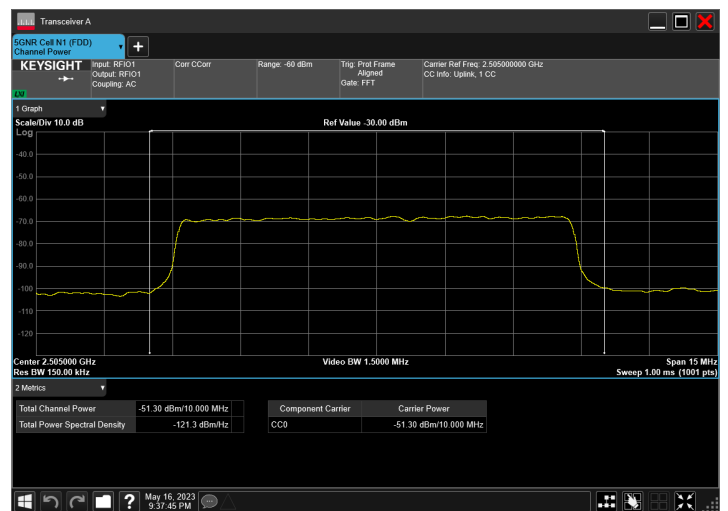 Transceiver A
5GNR Cell N1 (FDD)
Channel Power
KEYSIGHT
LXI
Input: RFIO1
Output: RFIO1
Coupling: AC
Corr CCorr
Range: -60 dBm
Trig: Prot Frame
Aligned
Gate: FFT
Carrier Ref Freq: 2.505000000 GHz
CC Info: Uplink, 1 CC
1 Graph
Scale/Div 10.0 dB
Ref Value -30.00 dBm
Log
-40.0
-50.0
-60.0
-70.0
-80.0
-90.0
-100
-110
-120
Center 2.505000 GHz
Video BW 1.5000 MHz
Span 15 MHz
Res BW 150.00 kHz
Sweep 1.00 ms (1001 pts)
2 Metrics
Total Channel Power -51.30 dBm/10.000 MHz
Total Power Spectral Density -121.3 dBm/Hz
Component Carrier Carrier Power
CC0 -51.30 dBm/10.000 MHz
?
May 16, 2023
9:37:45 PM